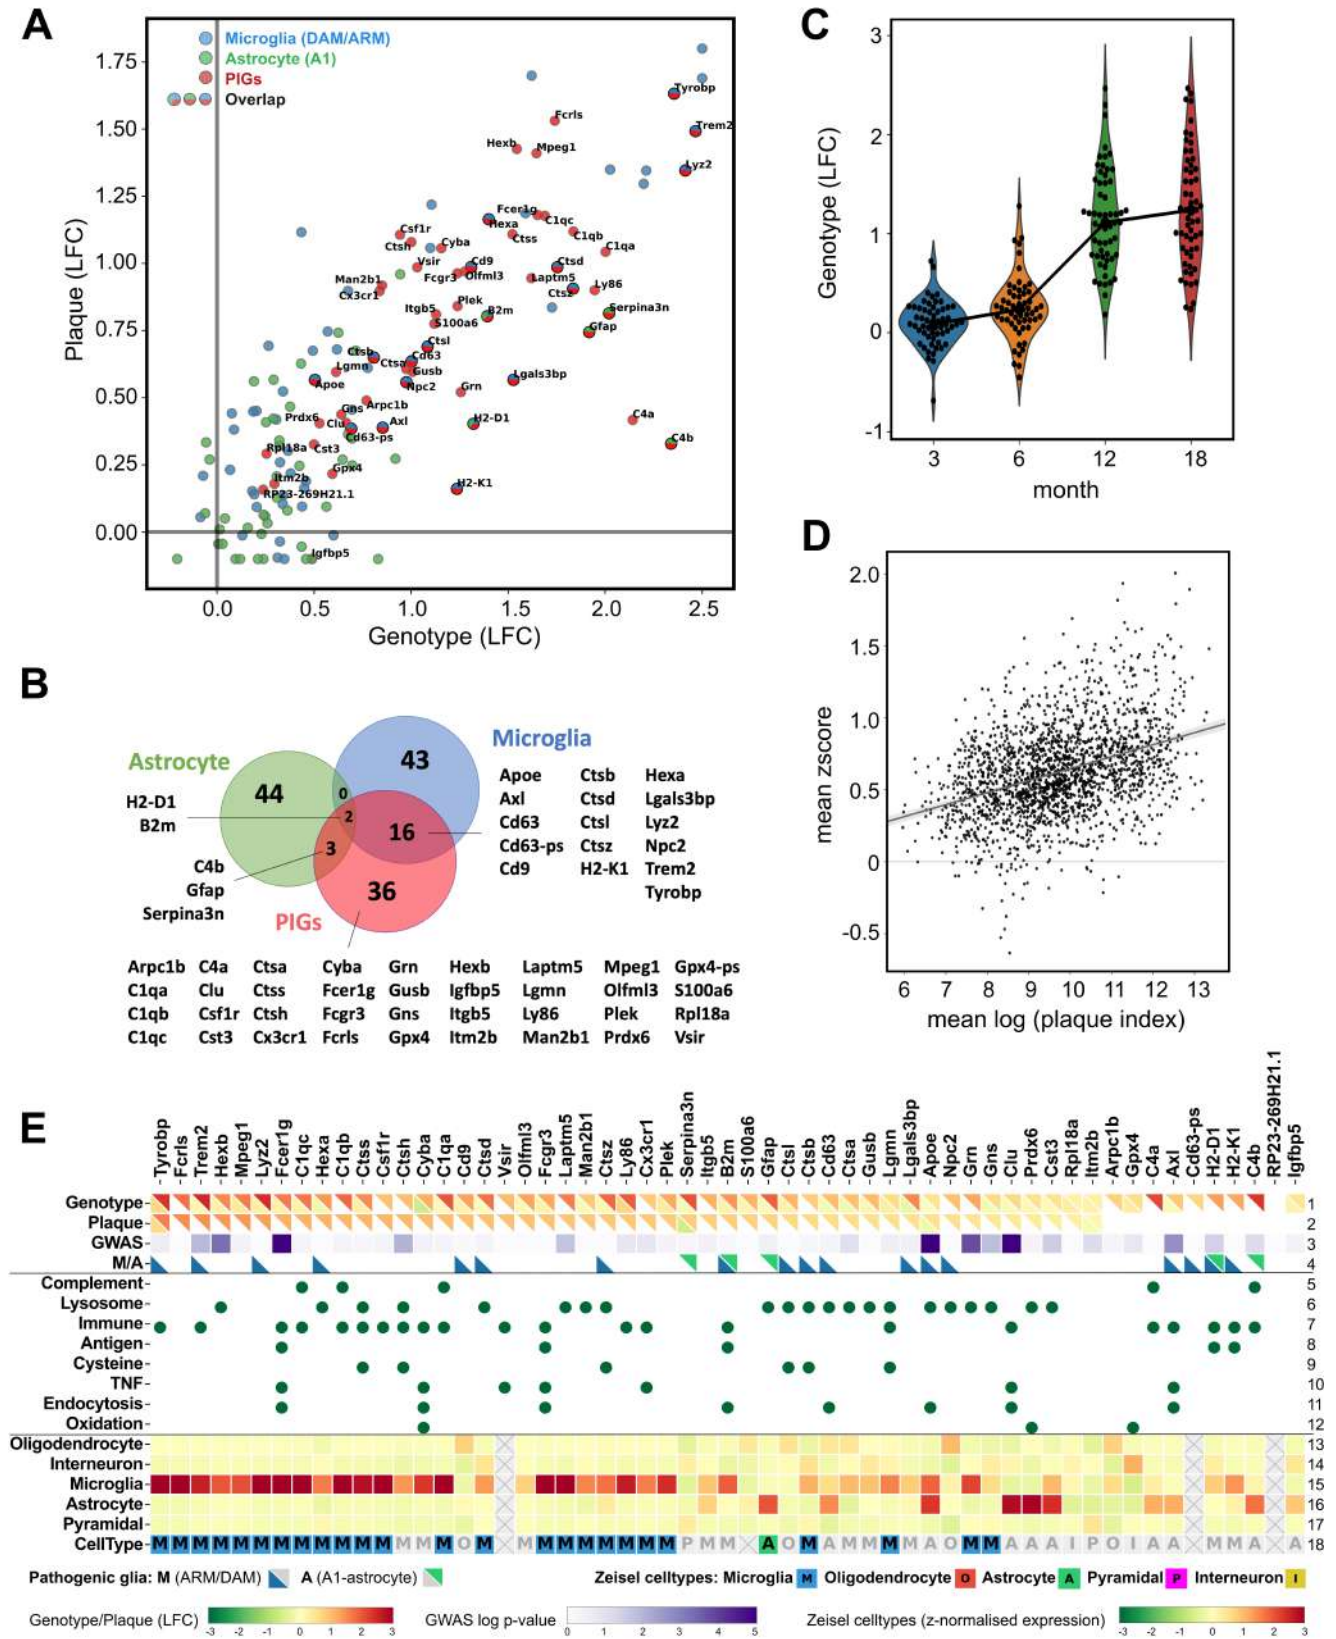 A
Microglia (DAM/ARM)
Astrocyte (A1)
PIGs
Overlap
Plaque (LFC)
1.75
1.50
1.25
1.00
0.75
0.50
0.25
0.00
Tyrobp
Trem2
Fcrls
Hexb
Mpeg1
Lyz2
Fcer1g
Hexa
C1qc
Csf1r
Ctsh
Cyba
Ctss
C1qb
C1qa
Vsir
Cd9
Fcgr3
Olfml3
Ctsd
Man2b1
Cx3cr1
Laptm5
Ctsz
Ly86
Itgb5
Plek
B2m
Serpina3n
S100a6
Gfap
Ctsl
Ctsb
Cd63
Lgmn
Ctsa
Gusb
Apoe
Npc2
Lgals3bp
Grn
Arpc1b
Gns
Prdx6
Clu
Axl
H2-D1
C4a
Cd63-ps
C4b
Rpl18a
Cst3
Gpx4
Itm2b
RP23-269H21.1
H2-K1
Igfbp5
0.0 0.5 1.0 1.5 2.0 2.5
Genotype (LFC)
B
Astrocyte
Microglia
PIGs
44
43
0
2
3
16
36
H2-D1
B2m
C4b
Gfap
Serpina3n
Apoe Ctsb Hexa
Axl Ctsd Lgals3bp
Cd63 Ctsl Lyz2
Cd63-ps Ctsz Npc2
Cd9 H2-K1 Trem2
Tyrobp
Arpc1b C4a Ctsa Cyba Grn Hexb Laptm5 Mpeg1 Gpx4-ps
C1qa Clu Ctss Fcer1g Gusb Igfbp5 Lgmn Olfml3 S100a6
C1qb Csf1r Ctsh Fcgr3 Gns Itgb5 Ly86 Plek Rpl18a
C1qc Cst3 Cx3cr1 Fcrls Gpx4 Itm2b Man2b1 Prdx6 Vsir
C
Genotype (LFC)
3
2
1
0
-1
3 6 12 18
month
D
mean zscore
2.0
1.5
1.0
0.5
0
-0.5
6 7 8 9 10 11 12 13
mean log (plaque index)
E
Tyrobp
Fcrls
Trem2
Hexb
Mpeg1
Lyz2
Fcer1g
C1qc
Hexa
C1qb
Ctss
Csf1r
Ctsh
Cyba
C1qa
Cd9
Ctsd
Vsir
Olfml3
Fcgr3
Laptm5
Man2b1
Ctsz
Ly86
Cx3cr1
Plek
Serpina3n
Itgb5
B2m
S100a6
Gfap
Ctsl
Ctsb
Cd63
Ctsa
Gusb
Lgmn
Lgals3bp
Apoe
Npc2
Grn
Gns
Clu
Prdx6
Cst3
Rpl18a
Itm2b
Arpc1b
Gpx4
C4a
Axl
Cd63-ps
H2-D1
H2-K1
C4b
RP23-269H21.1
Igfbp5
Genotype 1
Plaque 2
GWAS 3
M/A 4
Complement 5
Lysosome 6
Immune 7
Antigen 8
Cysteine 9
TNF 10
Endocytosis 11
Oxidation 12
Oligodendrocyte 13
Interneuron 14
Microglia 15
Astrocyte 16
Pyramidal 17
CellType M M M M M M M M M M M M M M M O M M M M M M M M M P M M A O M M M M M M A O M M A A A I P O I A A M M A A 18
Pathogenic glia: M (ARM/DAM) A (A1-astrocyte) Zeisel celltypes: Microglia M Oligodendrocyte O Astrocyte A Pyramidal P Interneuron I
Genotype/Plaque (LFC) -3 -2 -1 0 1 2 3 GWAS log p-value 0 1 2 3 4 5 Zeisel celltypes (z-normalised expression) -3 -2 -1 0 1 2 3